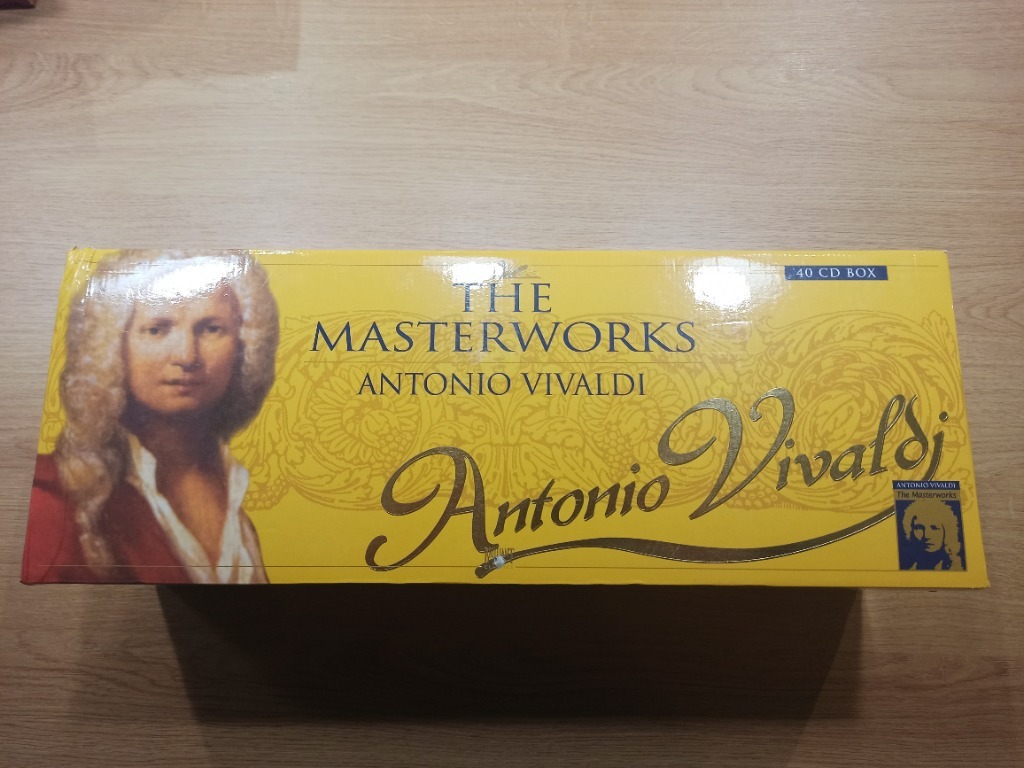 THE
MASTERWORKS
ANTONIO VIVALDI
40 CD BOX
Antonio Vivaldi
ANTONIO VIVALDI
The Masterworks